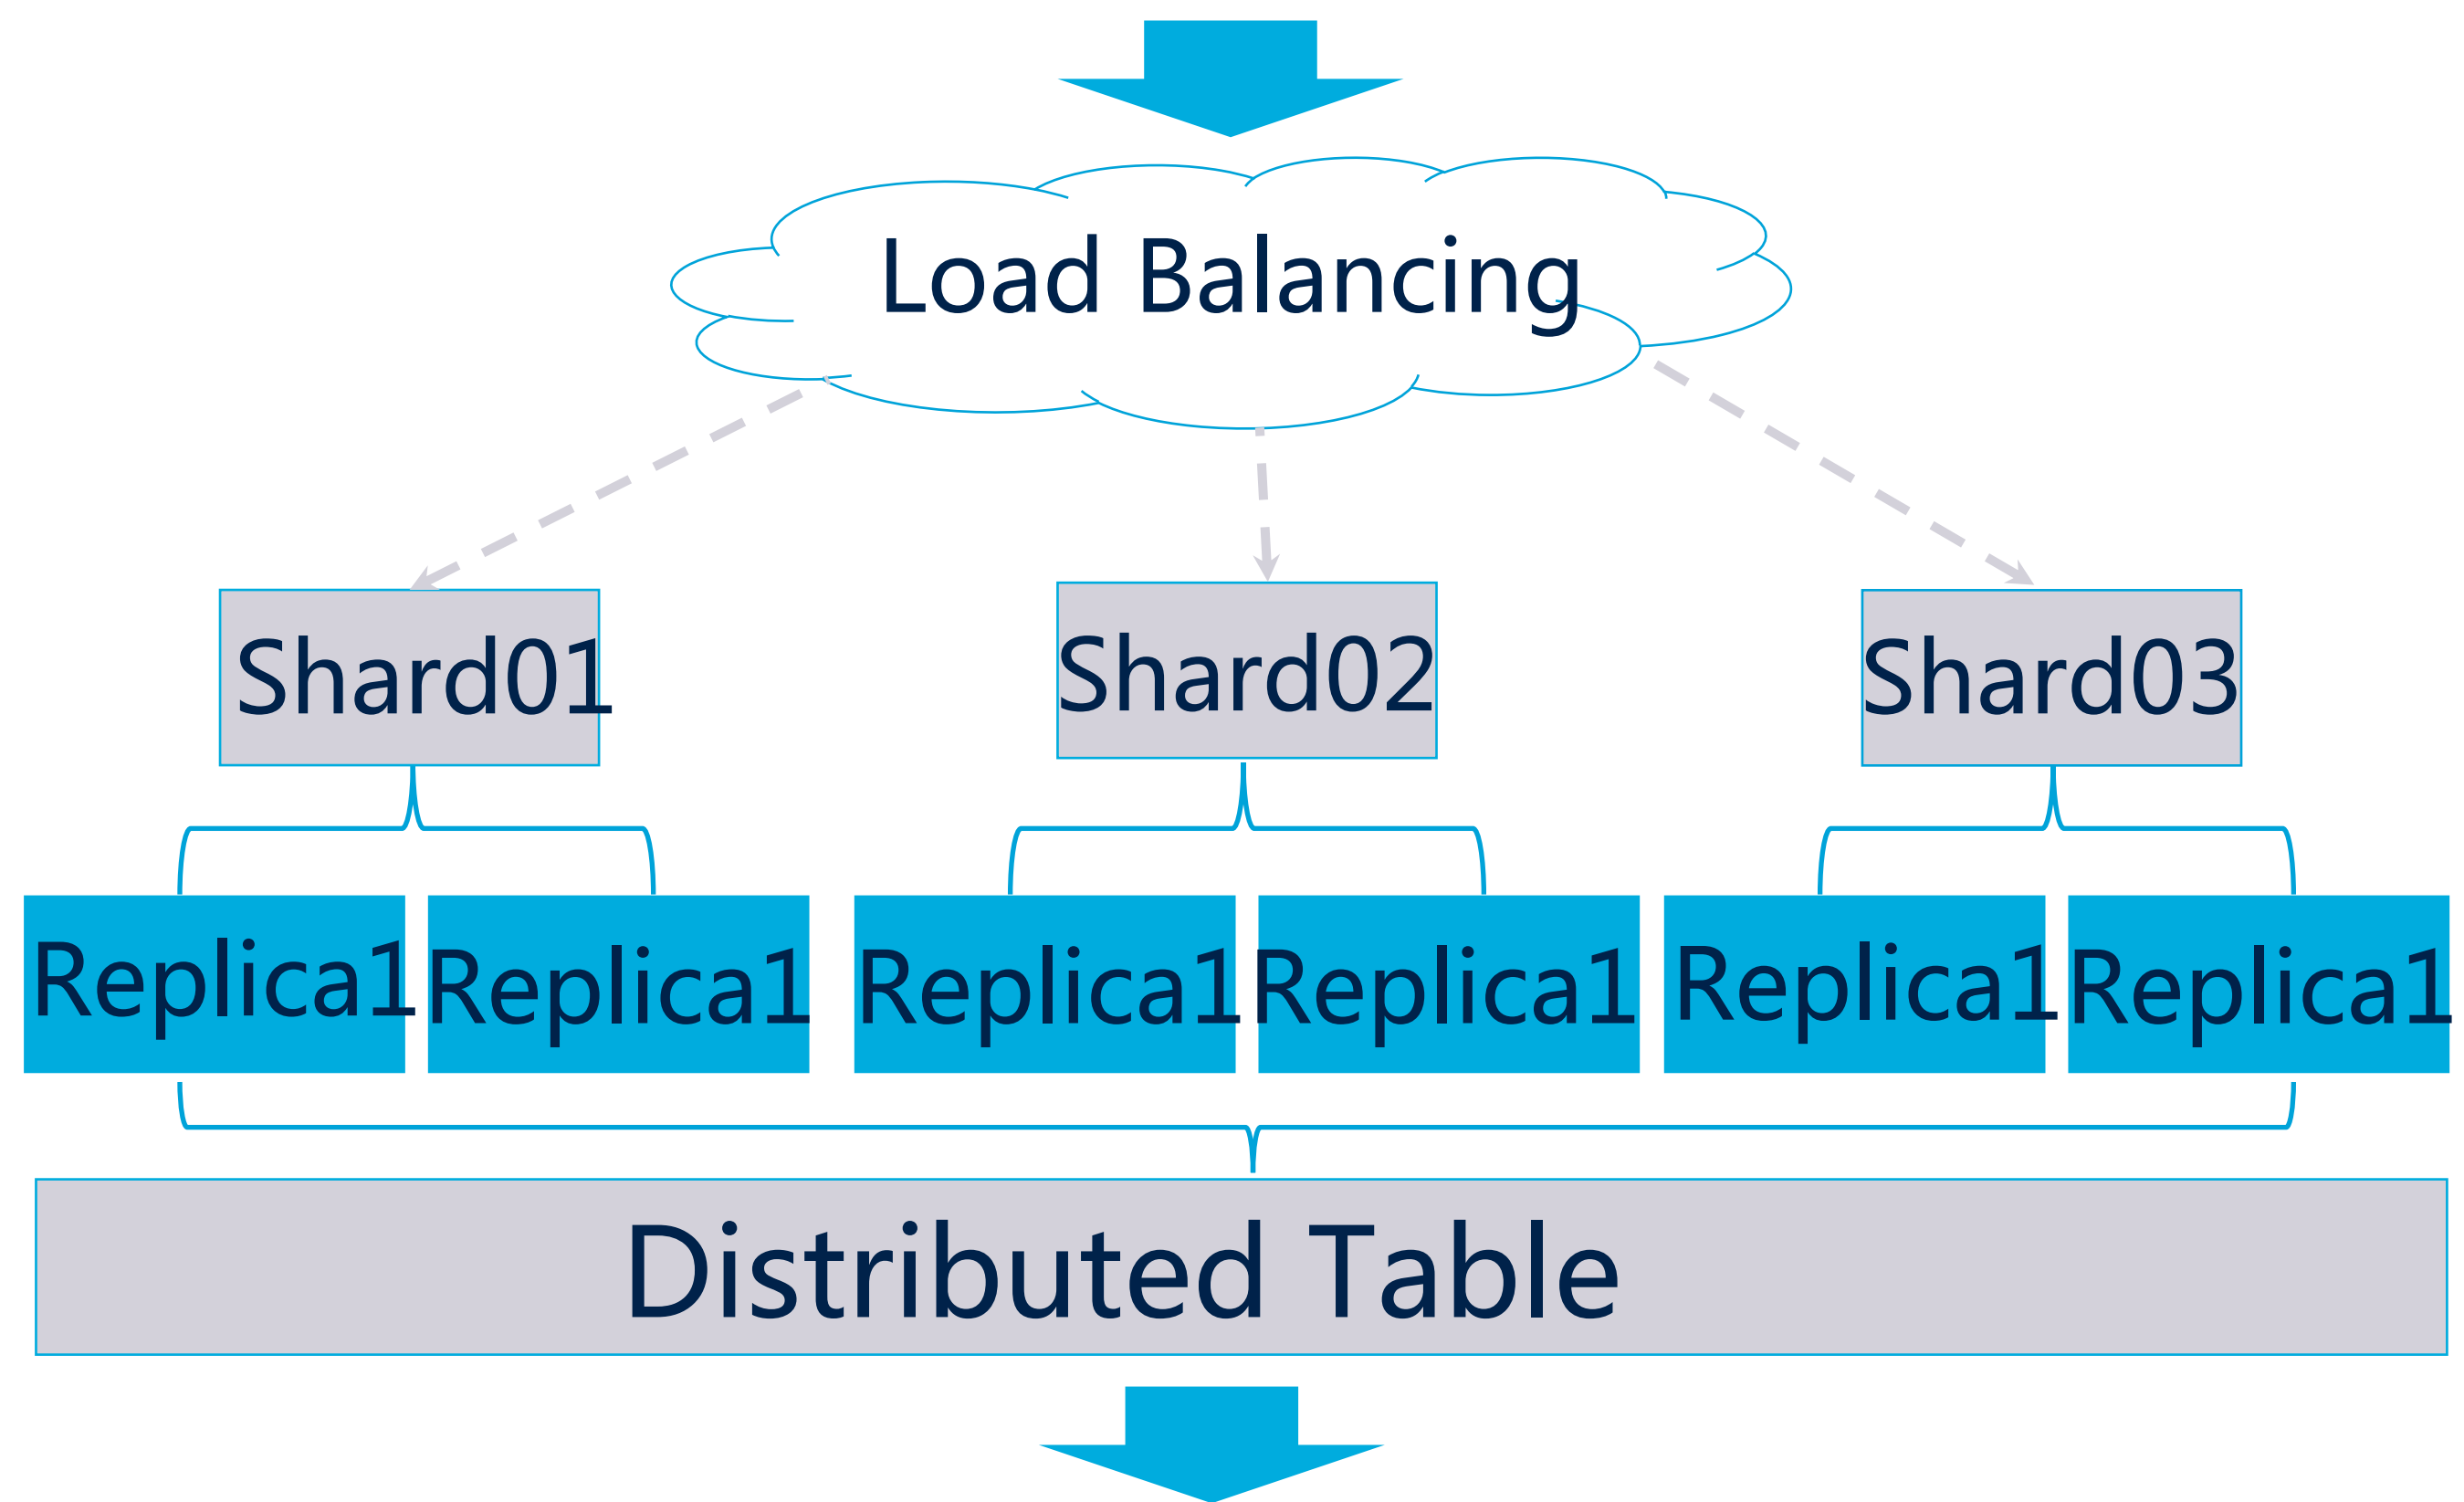 Load Balancing
Shard01
Shard02
Shard03
Replica1
Replica1
Replica1
Replica1
Replica1
Replica1
Distributed Table